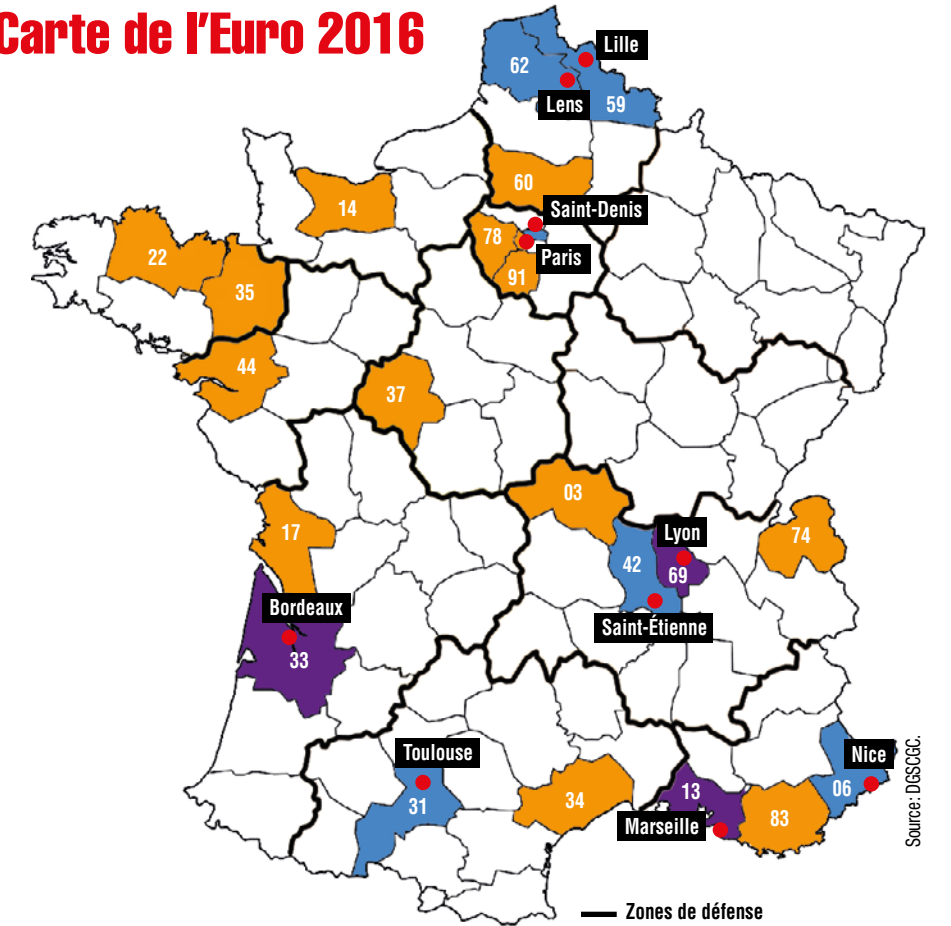 Carte de l'Euro 2016
Lille
62
Lens
59
60
14
Saint-Denis
78
Paris
22
91
35
44
37
03
17
Lyon
74
42
69
Bordeaux
Saint-Étienne
33
Toulouse
Nice
31
34
13
06
Marseille
83
Source: DGSCGC.
Zones de défense